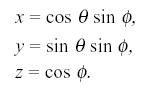 x = cos θ sin ϕ,
y = sin θ sin ϕ,
z = cos ϕ.